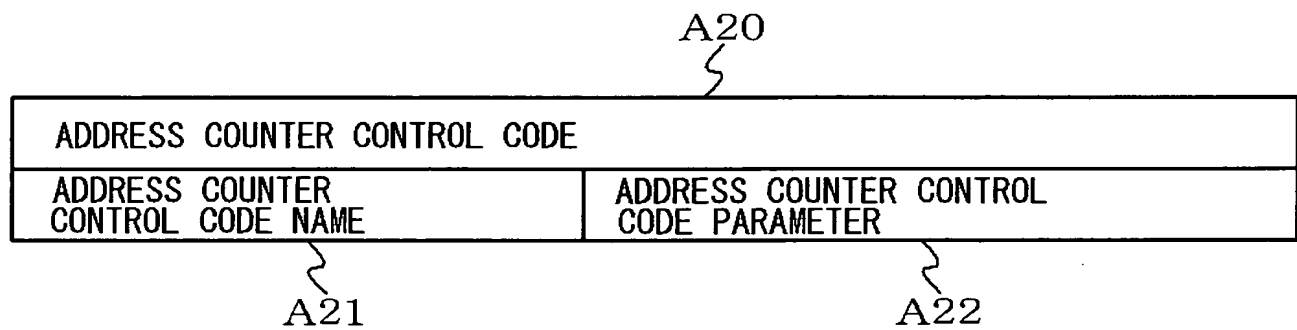 A20
ADDRESS COUNTER CONTROL CODE
ADDRESS COUNTER
CONTROL CODE NAME
ADDRESS COUNTER CONTROL
CODE PARAMETER
A21
A22